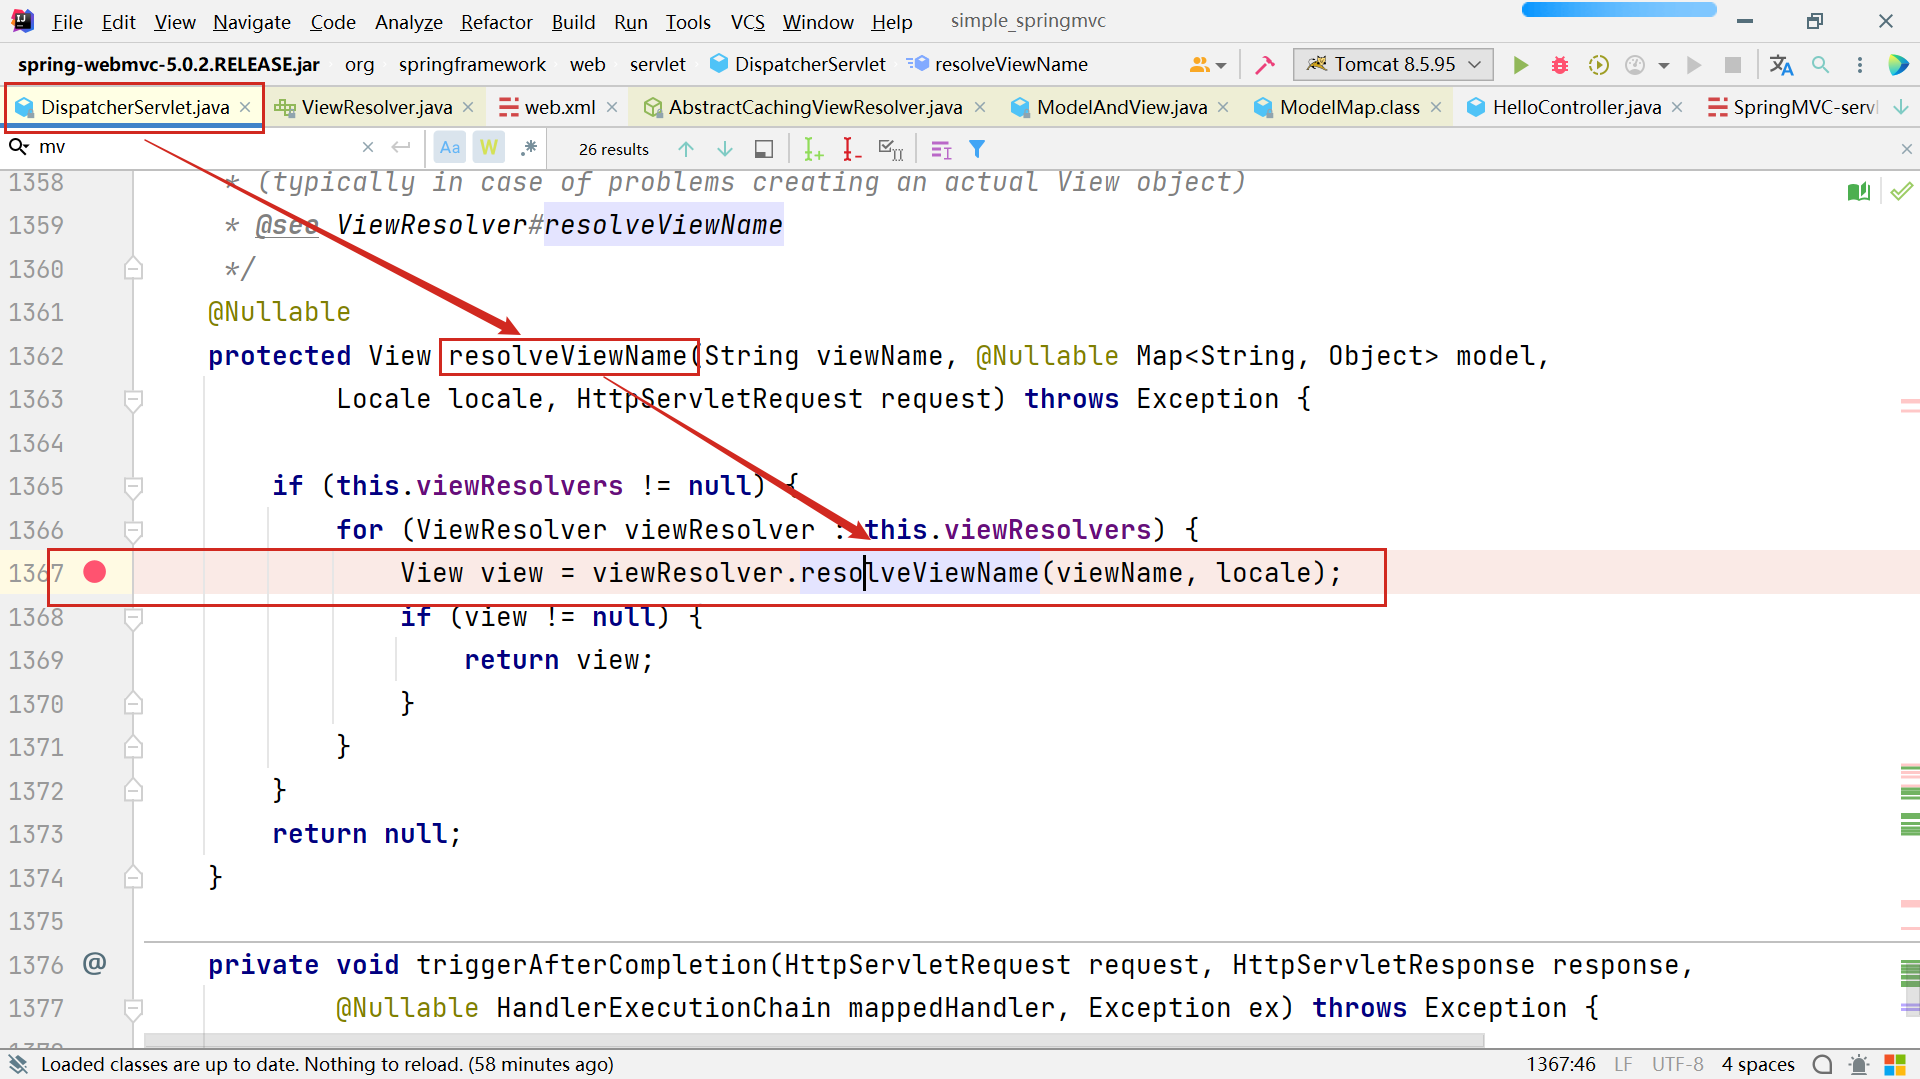 File Edit View Navigate Code Analyze Refactor Build Run Tools VCS Window Help simple_springmvc
spring-webmvc-5.0.2.RELEASE.jar org springframework web servlet DispatcherServlet resolveViewName Tomcat 8.5.95
DispatcherServlet.java ViewResolver.java web.xml AbstractCachingViewResolver.java ModelAndView.java ModelMap.class HelloController.java SpringMVC-servl
mv Aa W .* 26 results
1358 * (typically in case of problems creating an actual View object)
1359 * @see ViewResolver#resolveViewName
1360 */
1361 @Nullable
1362 protected View resolveViewName(String viewName, @Nullable Map<String, Object> model,
1363 Locale locale, HttpServletRequest request) throws Exception {
1364
1365 if (this.viewResolvers != null) {
1366 for (ViewResolver viewResolver : this.viewResolvers) {
1367 View view = viewResolver.resolveViewName(viewName, locale);
1368 if (view != null) {
1369 return view;
1370 }
1371 }
1372 }
1373 return null;
1374 }
1375
1376 @ private void triggerAfterCompletion(HttpServletRequest request, HttpServletResponse response,
1377 @Nullable HandlerExecutionChain mappedHandler, Exception ex) throws Exception {
Loaded classes are up to date. Nothing to reload. (58 minutes ago) 1367:46 LF UTF-8 4 spaces